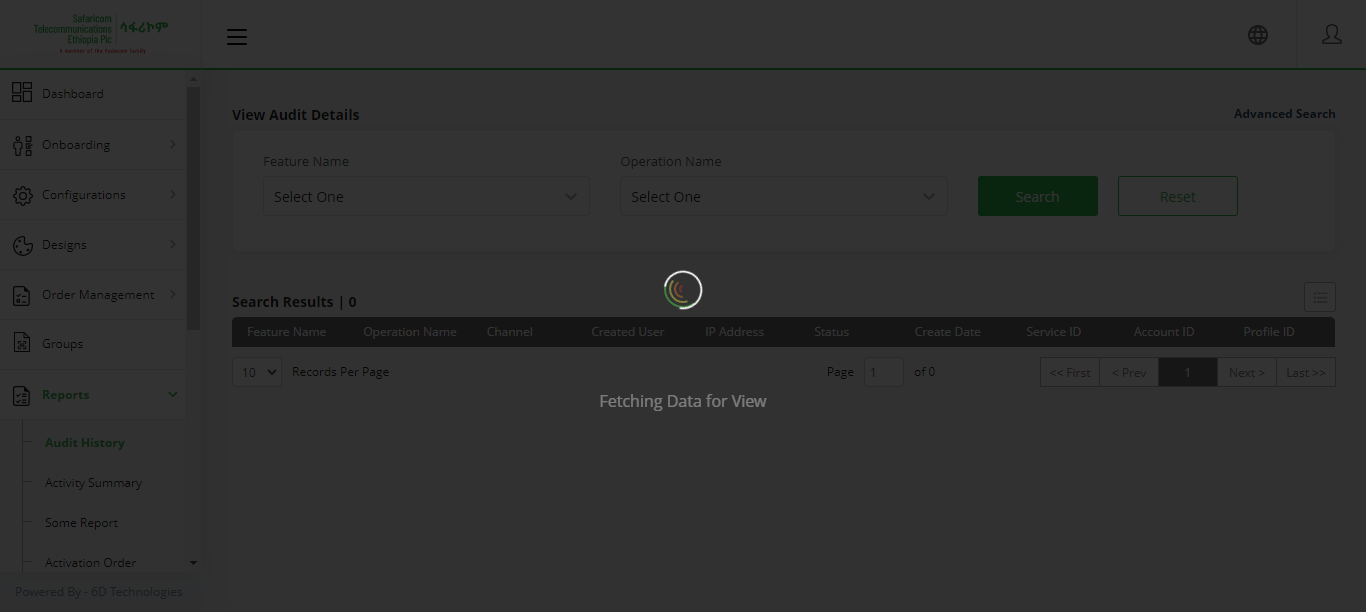 Safaricom
Telecommunications
Ethiopia Plc
ሳፋሪኮም
A member of the Vodacom family
Dashboard
Onboarding
Configurations
Designs
Order Management
Groups
Reports
Audit History
Activity Summary
Some Report
Activation Order
Powered By - 6D Technologies
View Audit Details
Advanced Search
Feature Name
Operation Name
Select One
Select One
Search
Reset
Search Results | 0
Feature Name Operation Name Channel Created User IP Address Status Create Date Service ID Account ID Profile ID
10 Records Per Page
Page 1 of 0
<< First < Prev 1 Next > Last >>
Fetching Data for View